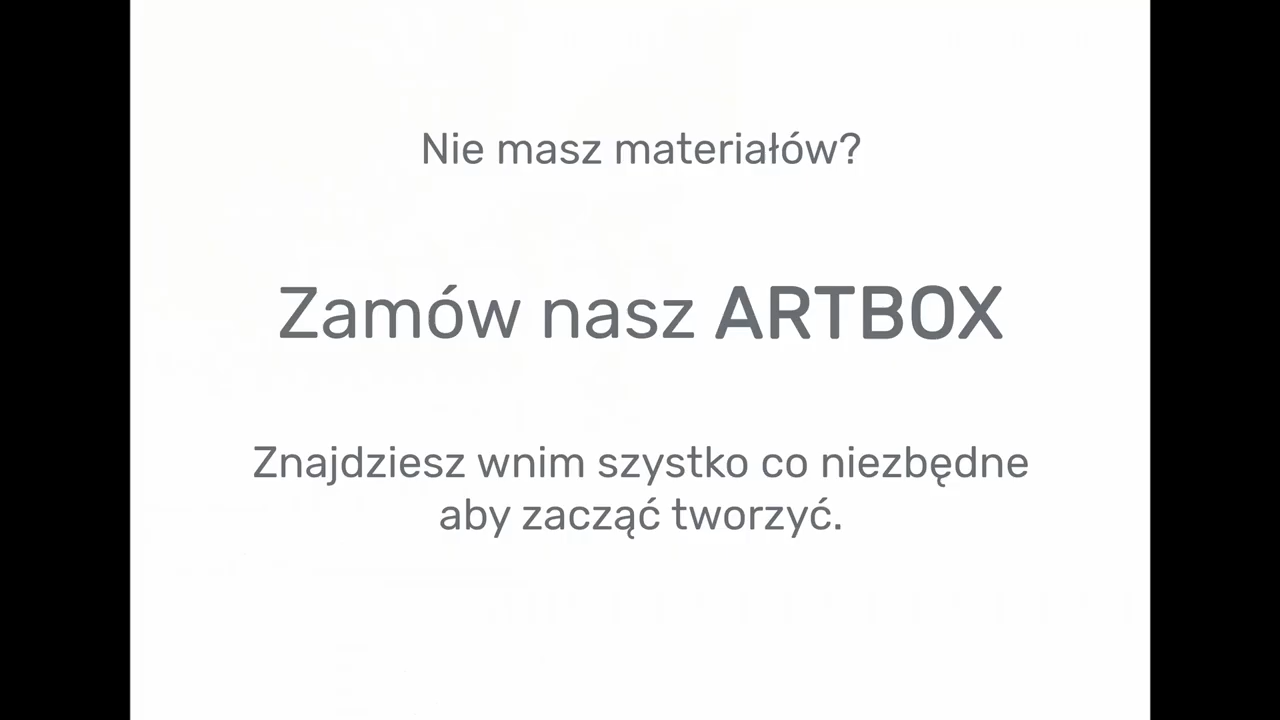 Nie masz materiałów?
Zamów nasz ARTBOX
Znajdziesz wnim szystko co niezbędne
aby zacząć tworzyć.